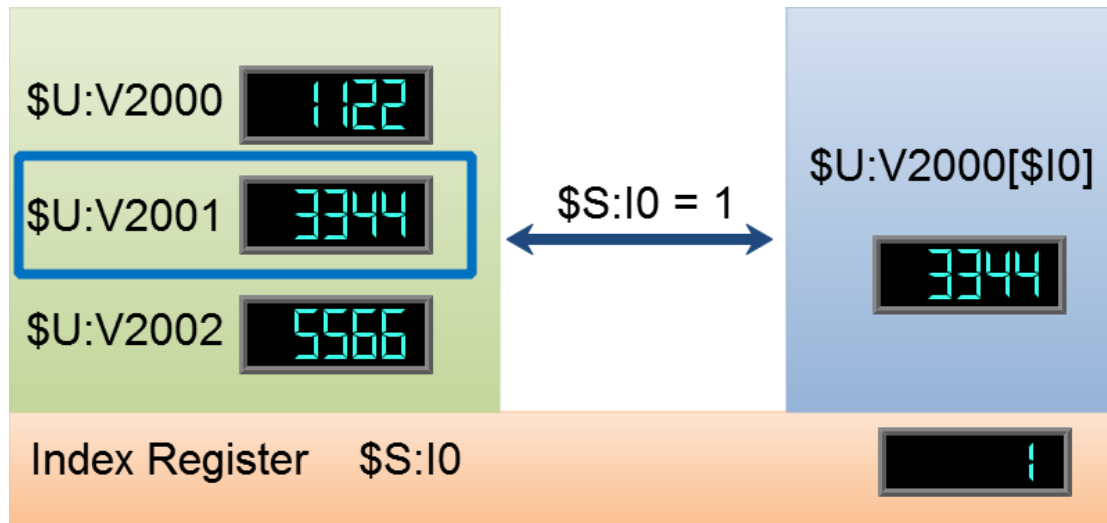 $U:V2000 1122
$U:V2001 3344
$U:V2002 5566
$S:I0 = 1
$U:V2000[$I0]
3344
Index Register $S:I0 1